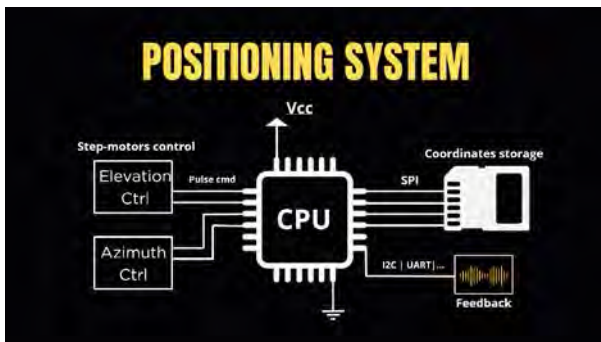 POSITIONING SYSTEM
Vcc
Step-motors control
Elevation
Ctrl
Pulse cmd
Azimuth
Ctrl
CPU
Coordinates storage
SPI
I2C | UART|...
Feedback